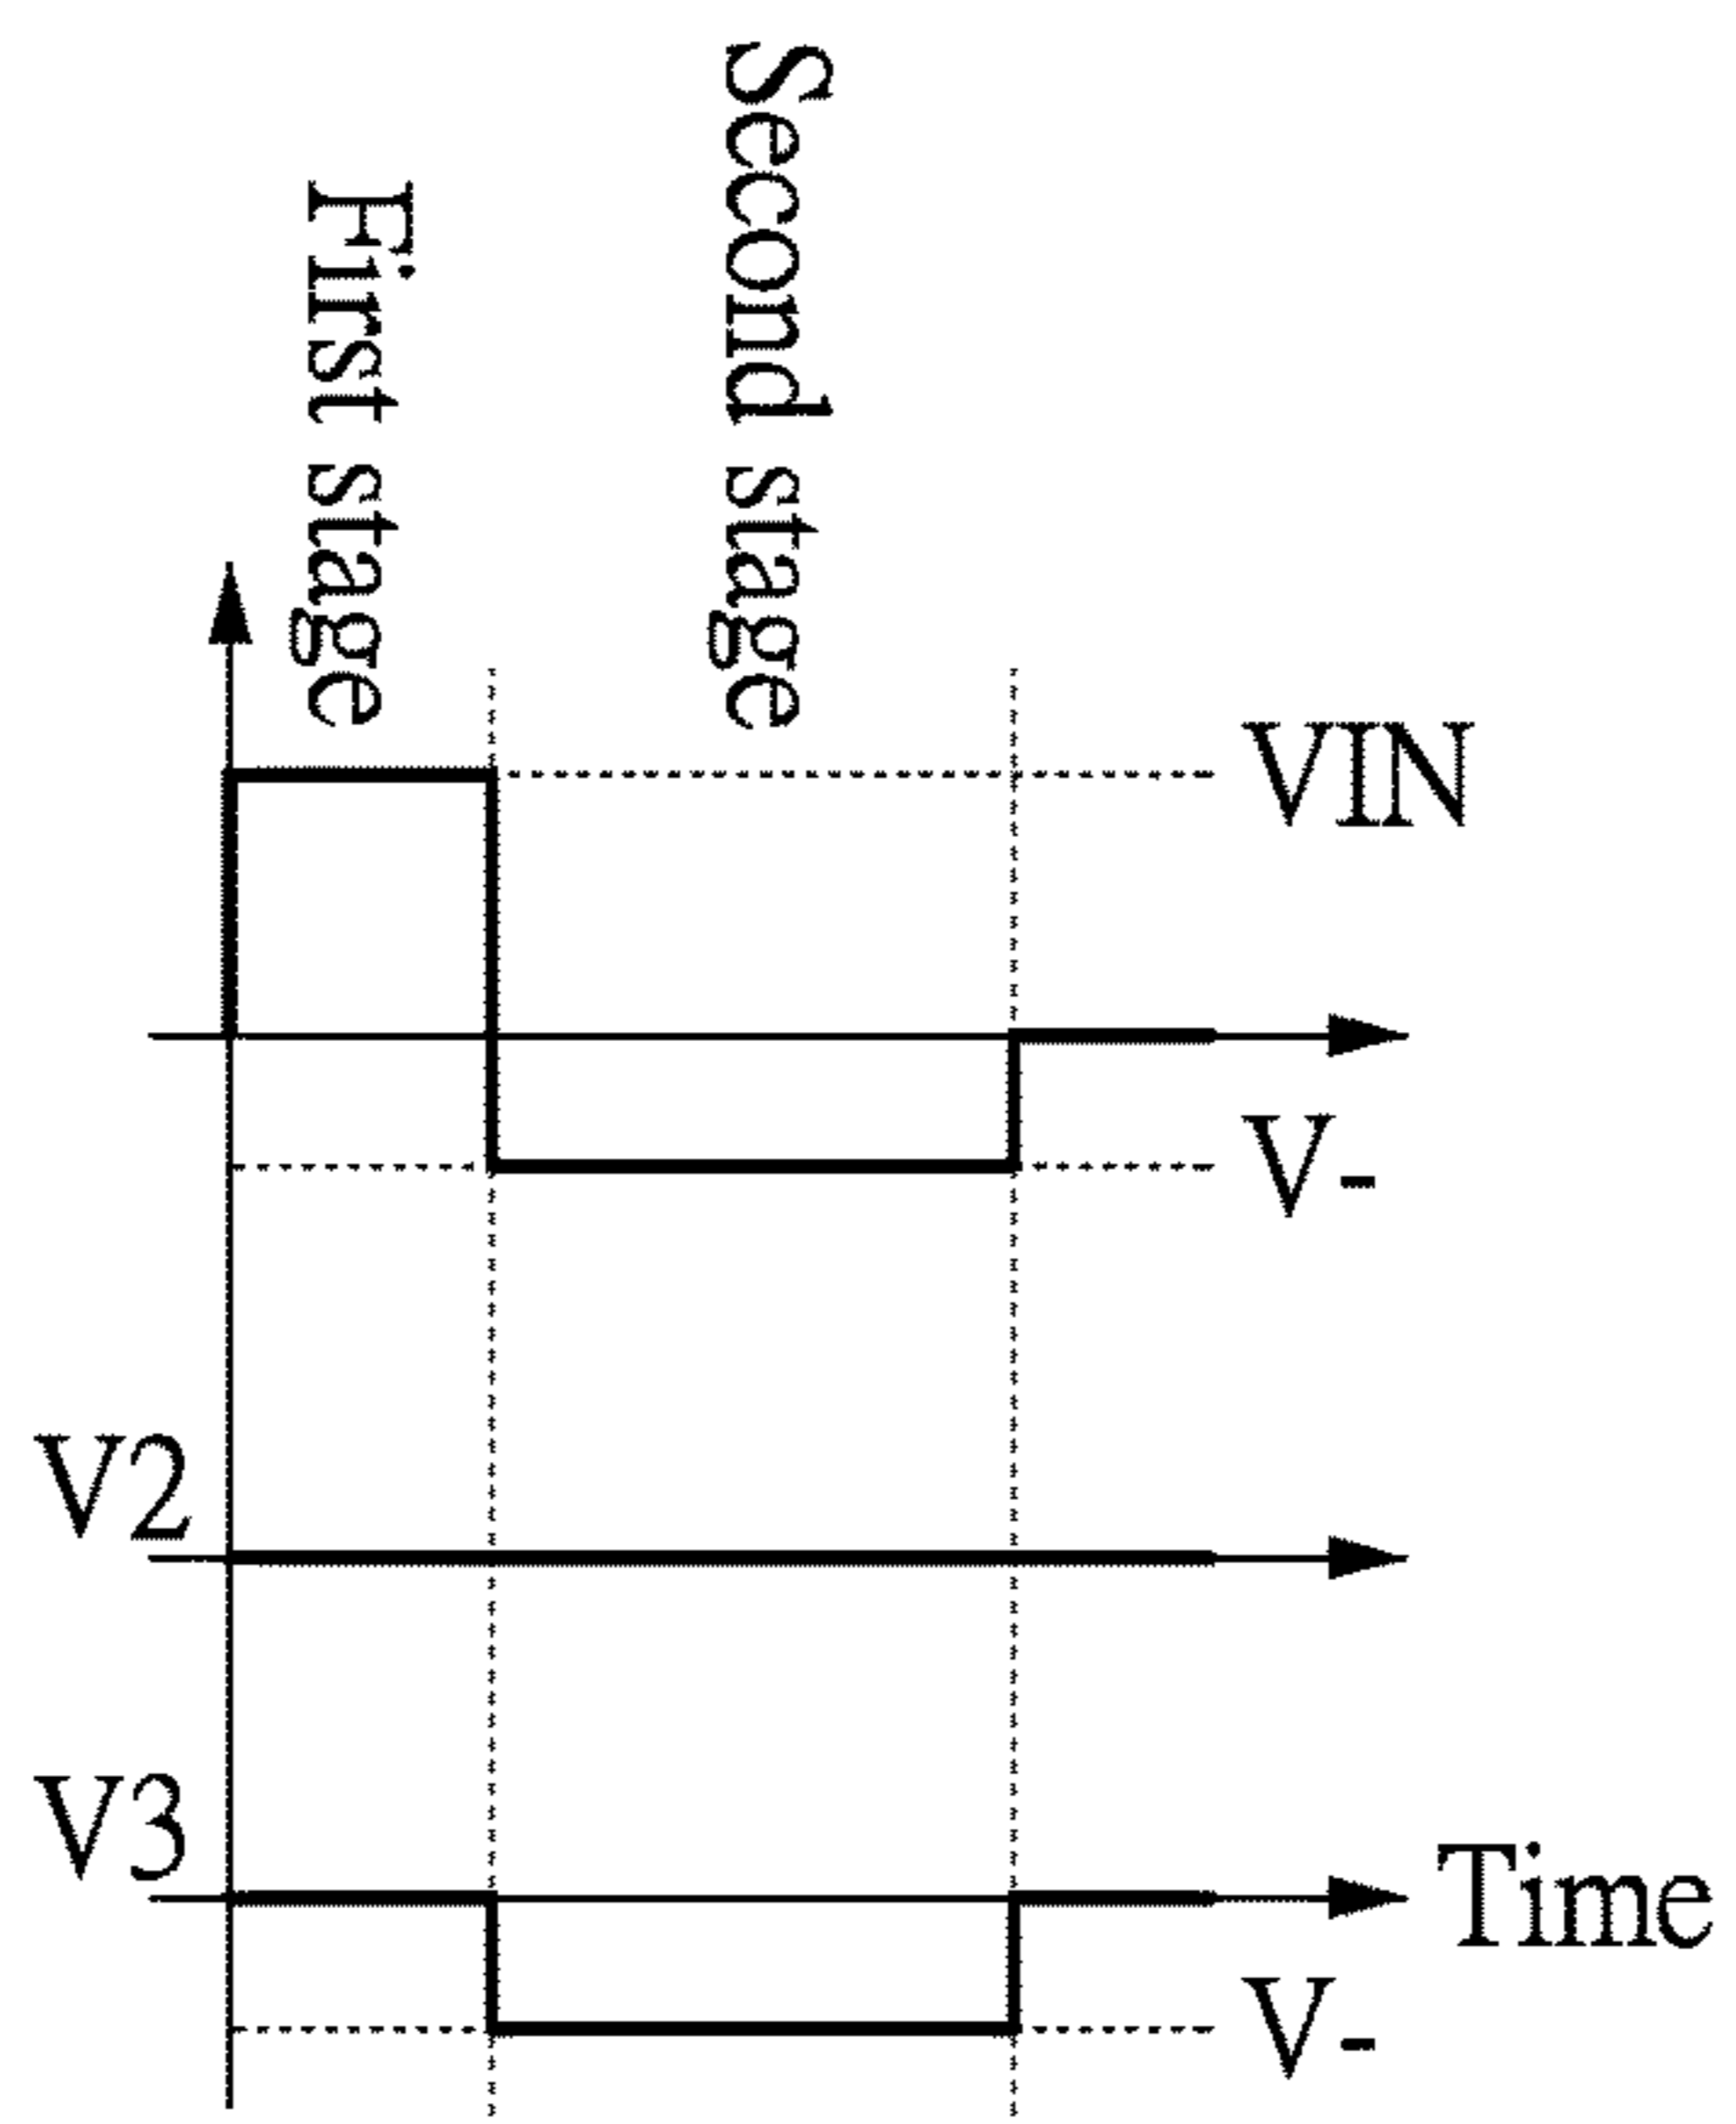 First stage
Second stage
VIN
V-
V2
V3
Time
V-